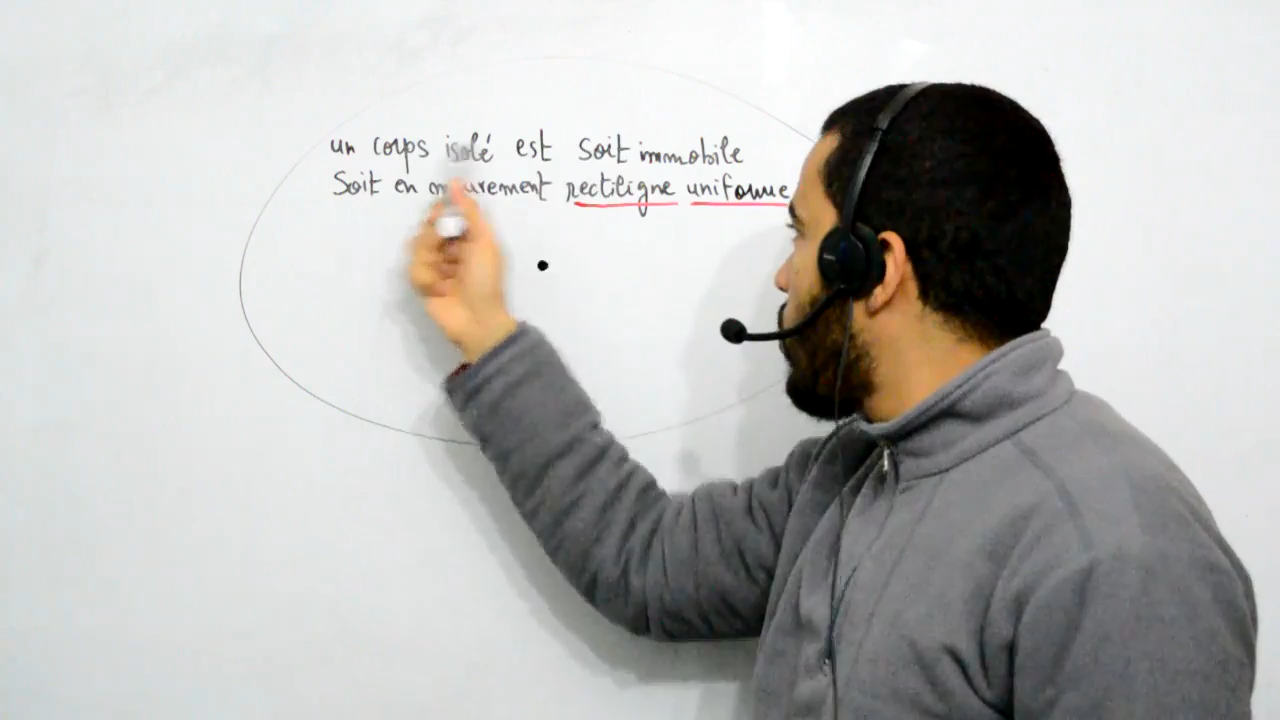 un corps isolé est soit immobile
Soit en mouvement rectiligne uniforme